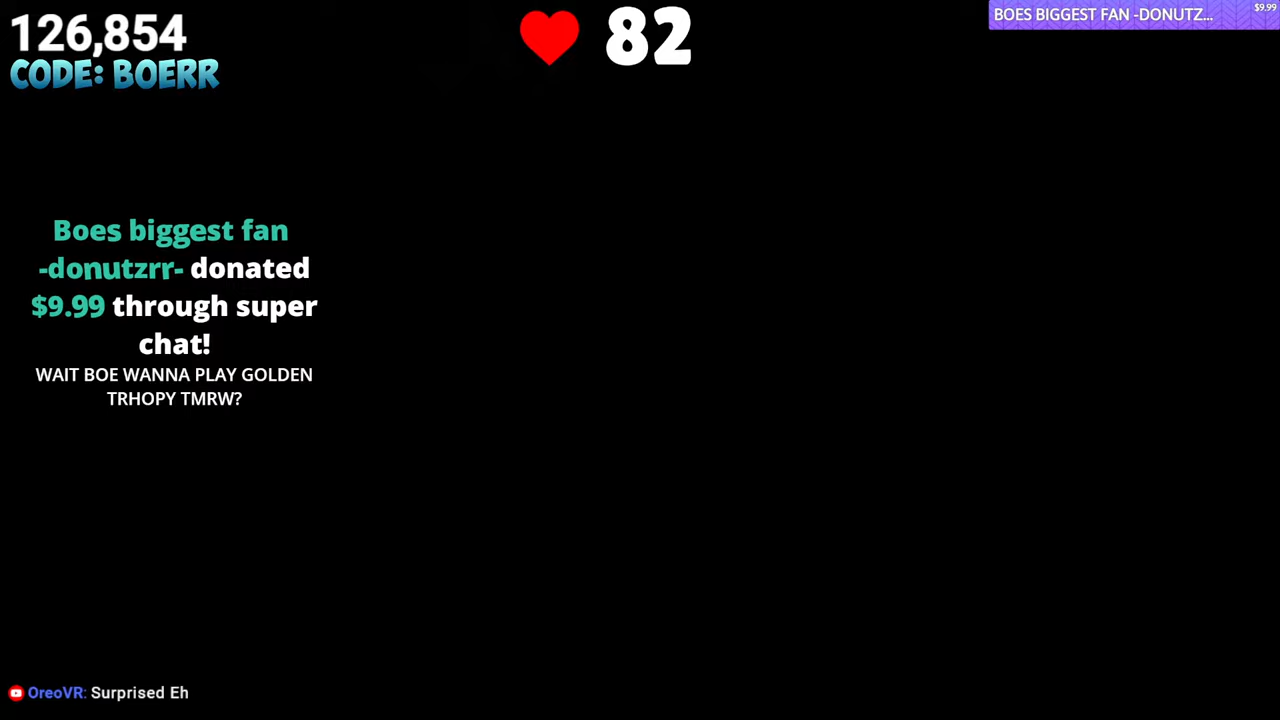 126,854
CODE: BOERR
82
BOES BIGGEST FAN -DONUTZ...
$9.99
Boes biggest fan
-donutzrr- donated
$9.99 through super
chat!
WAIT BOE WANNA PLAY GOLDEN
TRHOPY TMRW?
OreoVR: Surprised Eh